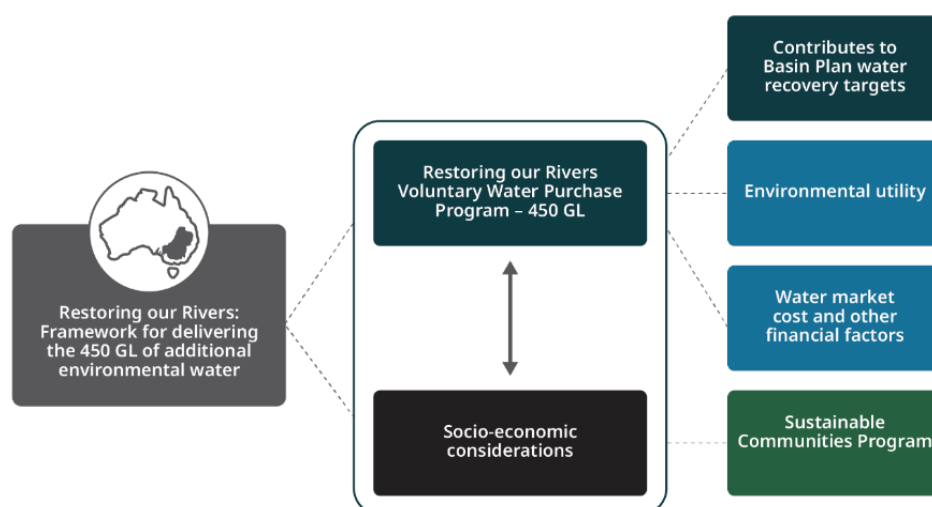 Restoring our Rivers:
Framework for delivering
the 450 GL of additional
environmental water
Restoring our Rivers
Voluntary Water Purchase
Program – 450 GL
Socio-economic
considerations
Contributes to
Basin Plan water
recovery targets
Environmental utility
Water market
cost and other
financial factors
Sustainable
Communities Program